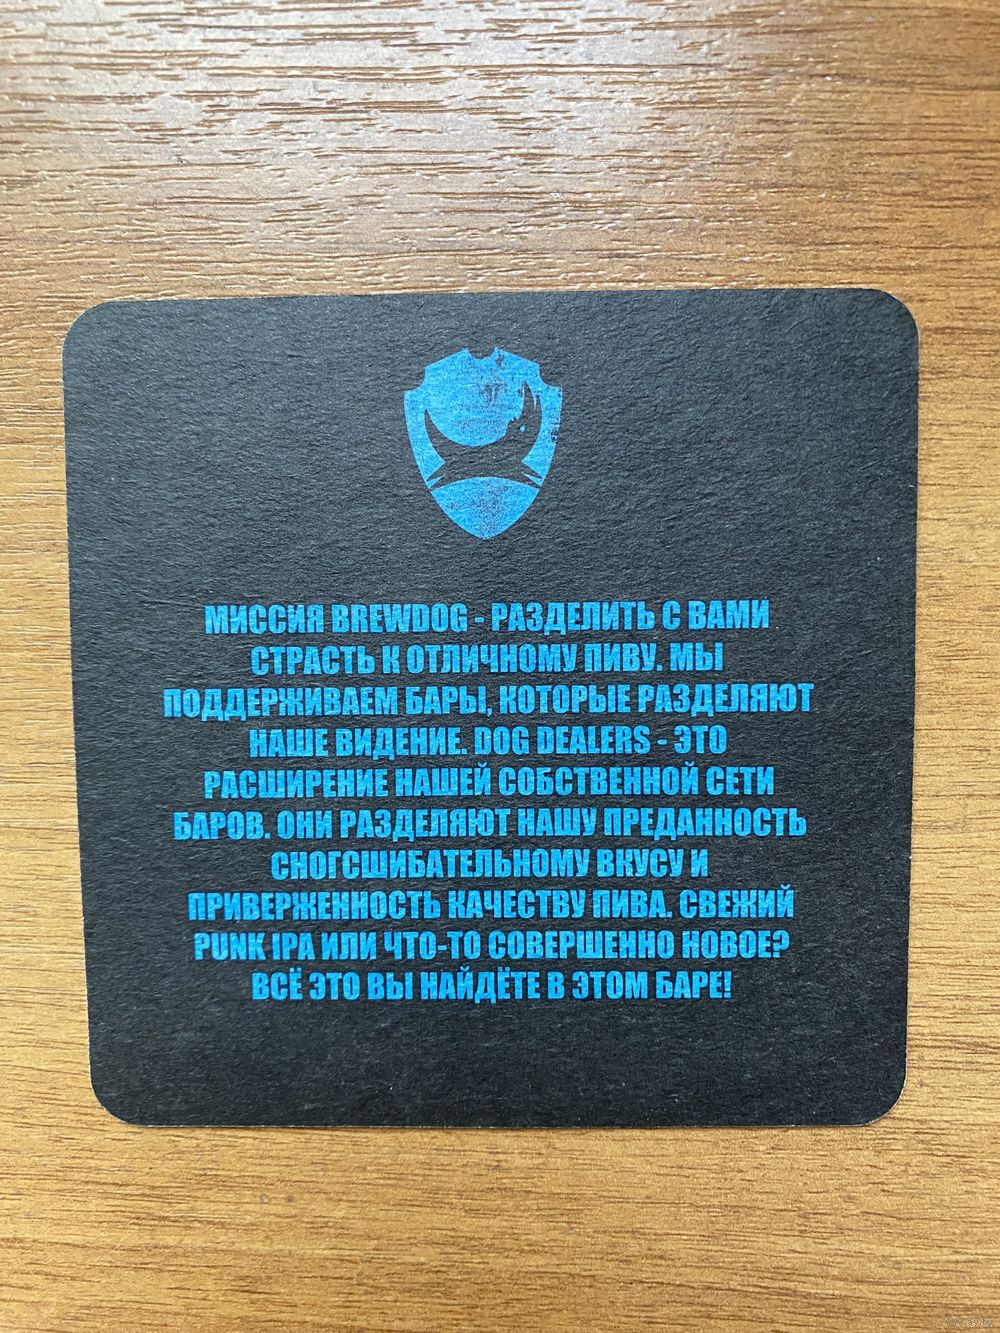 МИССИЯ BREWDOG - РАЗДЕЛИТЬ С ВАМИ
СТРАСТЬ К ОТЛИЧНОМУ ПИВУ. МЫ
ПОДДЕРЖИВАЕМ БАРЫ, КОТОРЫЕ РАЗДЕЛЯЮТ
НАШЕ ВИДЕНИЕ. DOG DEALERS - ЭТО
РАСШИРЕНИЕ НАШЕЙ СОБСТВЕННОЙ СЕТИ
БАРОВ. ОНИ РАЗДЕЛЯЮТ НАШУ ПРЕДАННОСТЬ
СНОГСШИБАТЕЛЬНОМУ ВКУСУ И
ПРИВЕРЖЕННОСТЬ КАЧЕСТВУ ПИВА. СВЕЖИЙ
PUNK IPA ИЛИ ЧТО-ТО СОВЕРШЕННО НОВОЕ?
ВСЁ ЭТО ВЫ НАЙДЁТЕ В ЭТОМ БАРЕ!